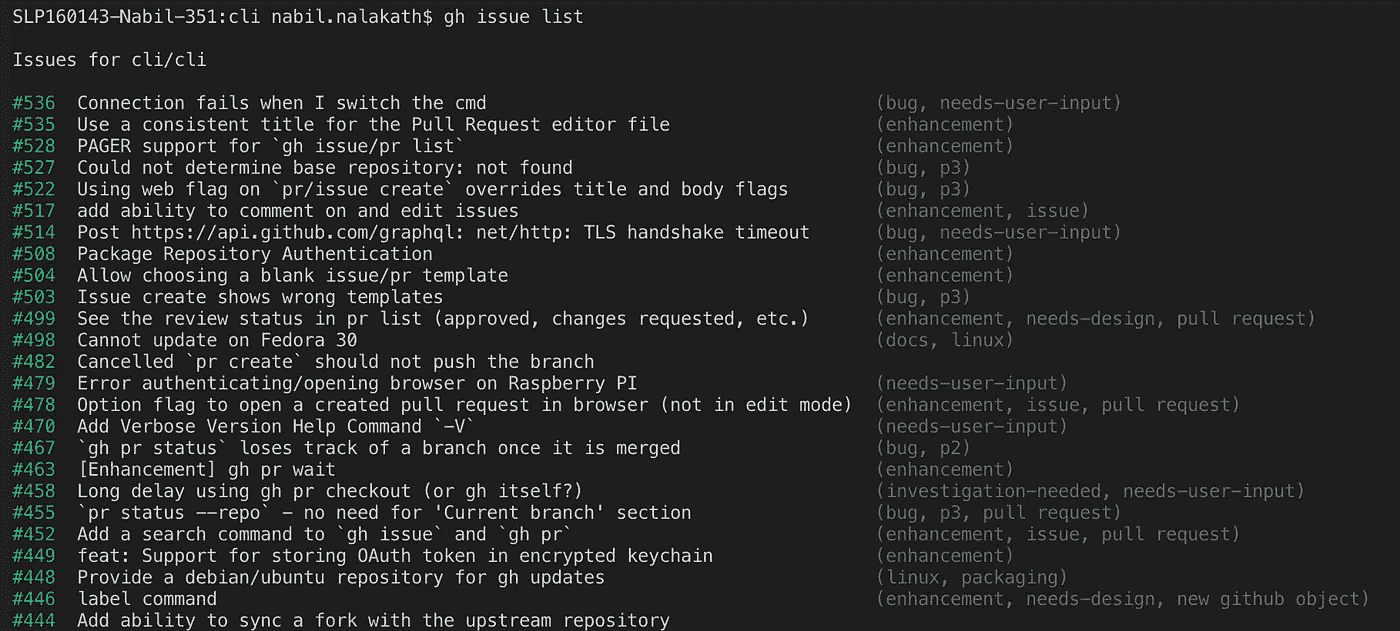 SLP160143-Nabil-351:cli nabil.nalakath$ gh issue list
Issues for cli/cli
#536 Connection fails when I switch the cmd (bug, needs-user-input)
#535 Use a consistent title for the Pull Request editor file (enhancement)
#528 PAGER support for `gh issue/pr list` (enhancement)
#527 Could not determine base repository: not found (bug, p3)
#522 Using web flag on `pr/issue create` overrides title and body flags (bug, p3)
#517 add ability to comment on and edit issues (enhancement, issue)
#514 Post https://api.github.com/graphql: net/http: TLS handshake timeout (bug, needs-user-input)
#508 Package Repository Authentication (enhancement)
#504 Allow choosing a blank issue/pr template (enhancement)
#503 Issue create shows wrong templates (bug, p3)
#499 See the review status in pr list (approved, changes requested, etc.) (enhancement, needs-design, pull request)
#498 Cannot update on Fedora 30 (docs, linux)
#482 Cancelled `pr create` should not push the branch
#479 Error authenticating/opening browser on Raspberry PI (needs-user-input)
#478 Option flag to open a created pull request in browser (not in edit mode) (enhancement, issue, pull request)
#470 Add Verbose Version Help Command `-V` (needs-user-input)
#467 `gh pr status` loses track of a branch once it is merged (bug, p2)
#463 [Enhancement] gh pr wait (enhancement)
#458 Long delay using gh pr checkout (or gh itself?) (investigation-needed, needs-user-input)
#455 `pr status --repo` — no need for 'Current branch' section (bug, p3, pull request)
#452 Add a search command to `gh issue` and `gh pr` (enhancement, issue, pull request)
#449 feat: Support for storing OAuth token in encrypted keychain (enhancement)
#448 Provide a debian/ubuntu repository for gh updates (linux, packaging)
#446 label command (enhancement, needs-design, new github object)
#444 Add ability to sync a fork with the upstream repository